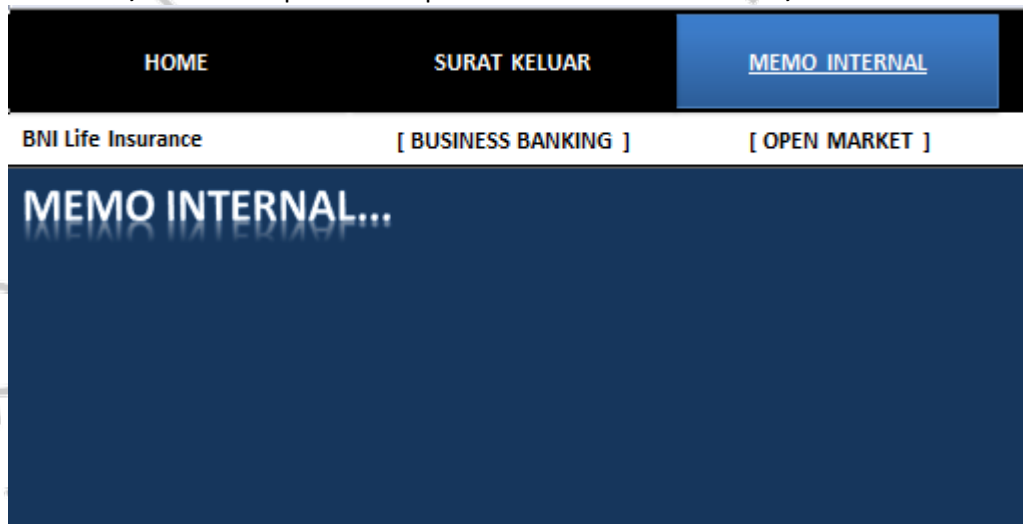 HOME SURAT KELUAR MEMO INTERNAL
BNI Life Insurance [ BUSINESS BANKING ] [ OPEN MARKET ]
MEMO INTERNAL...